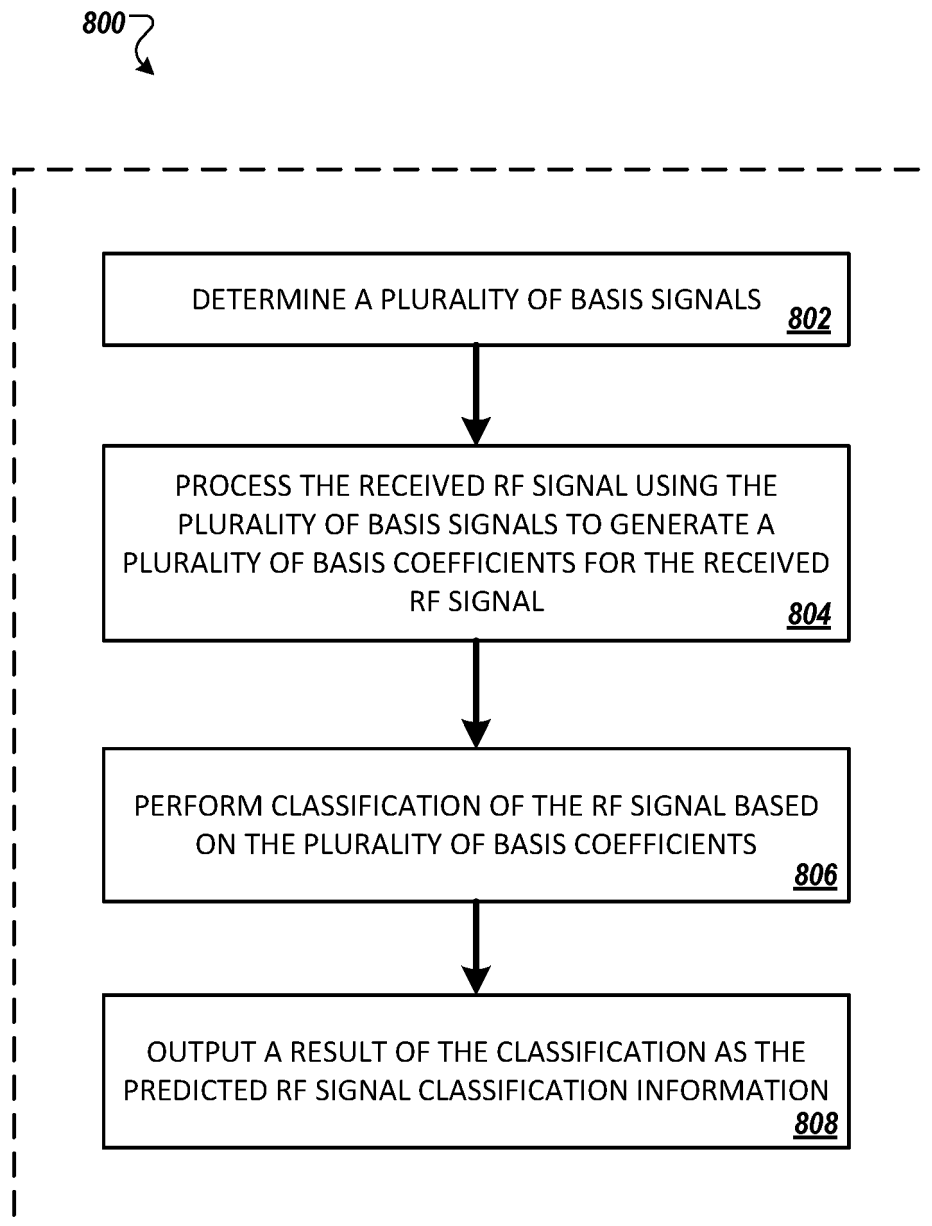 800
DETERMINE A PLURALITY OF BASIS SIGNALS
802
PROCESS THE RECEIVED RF SIGNAL USING THE
PLURALITY OF BASIS SIGNALS TO GENERATE A
PLURALITY OF BASIS COEFFICIENTS FOR THE RECEIVED
RF SIGNAL
804
PERFORM CLASSIFICATION OF THE RF SIGNAL BASED
ON THE PLURALITY OF BASIS COEFFICIENTS
806
OUTPUT A RESULT OF THE CLASSIFICATION AS THE
PREDICTED RF SIGNAL CLASSIFICATION INFORMATION
808